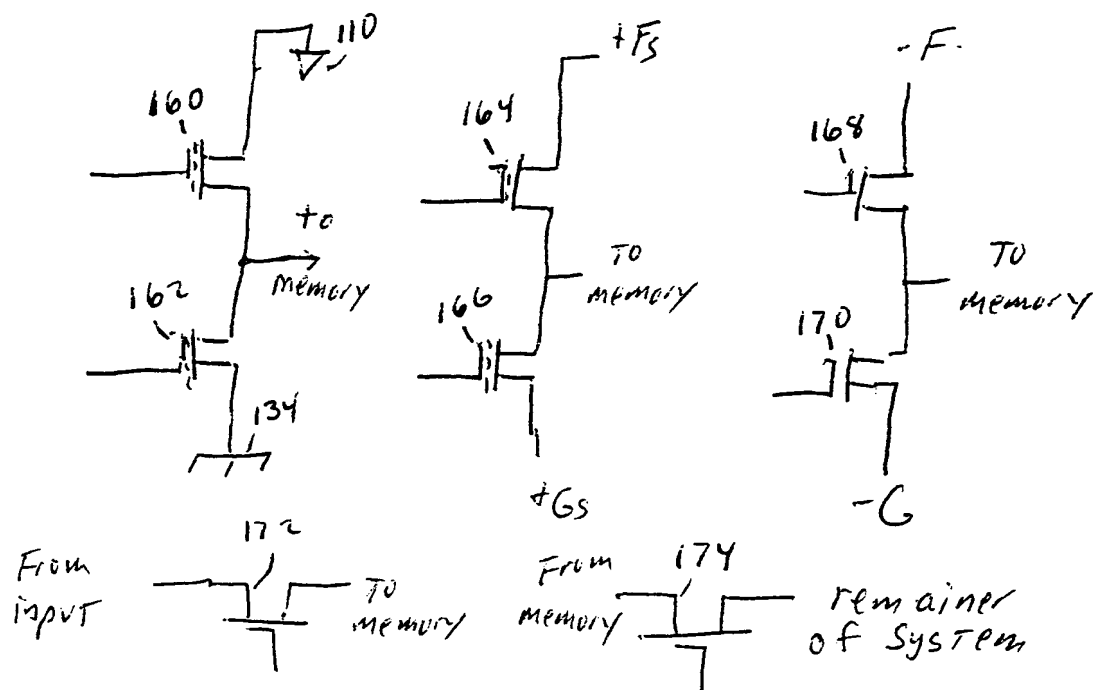 110
+Fs
-F.
160
164
168
to
memory
To
memory
To
memory
162
166
170
134
+Gs
-G
From
input
172
To
memory
From
memory
174
remainer
of System